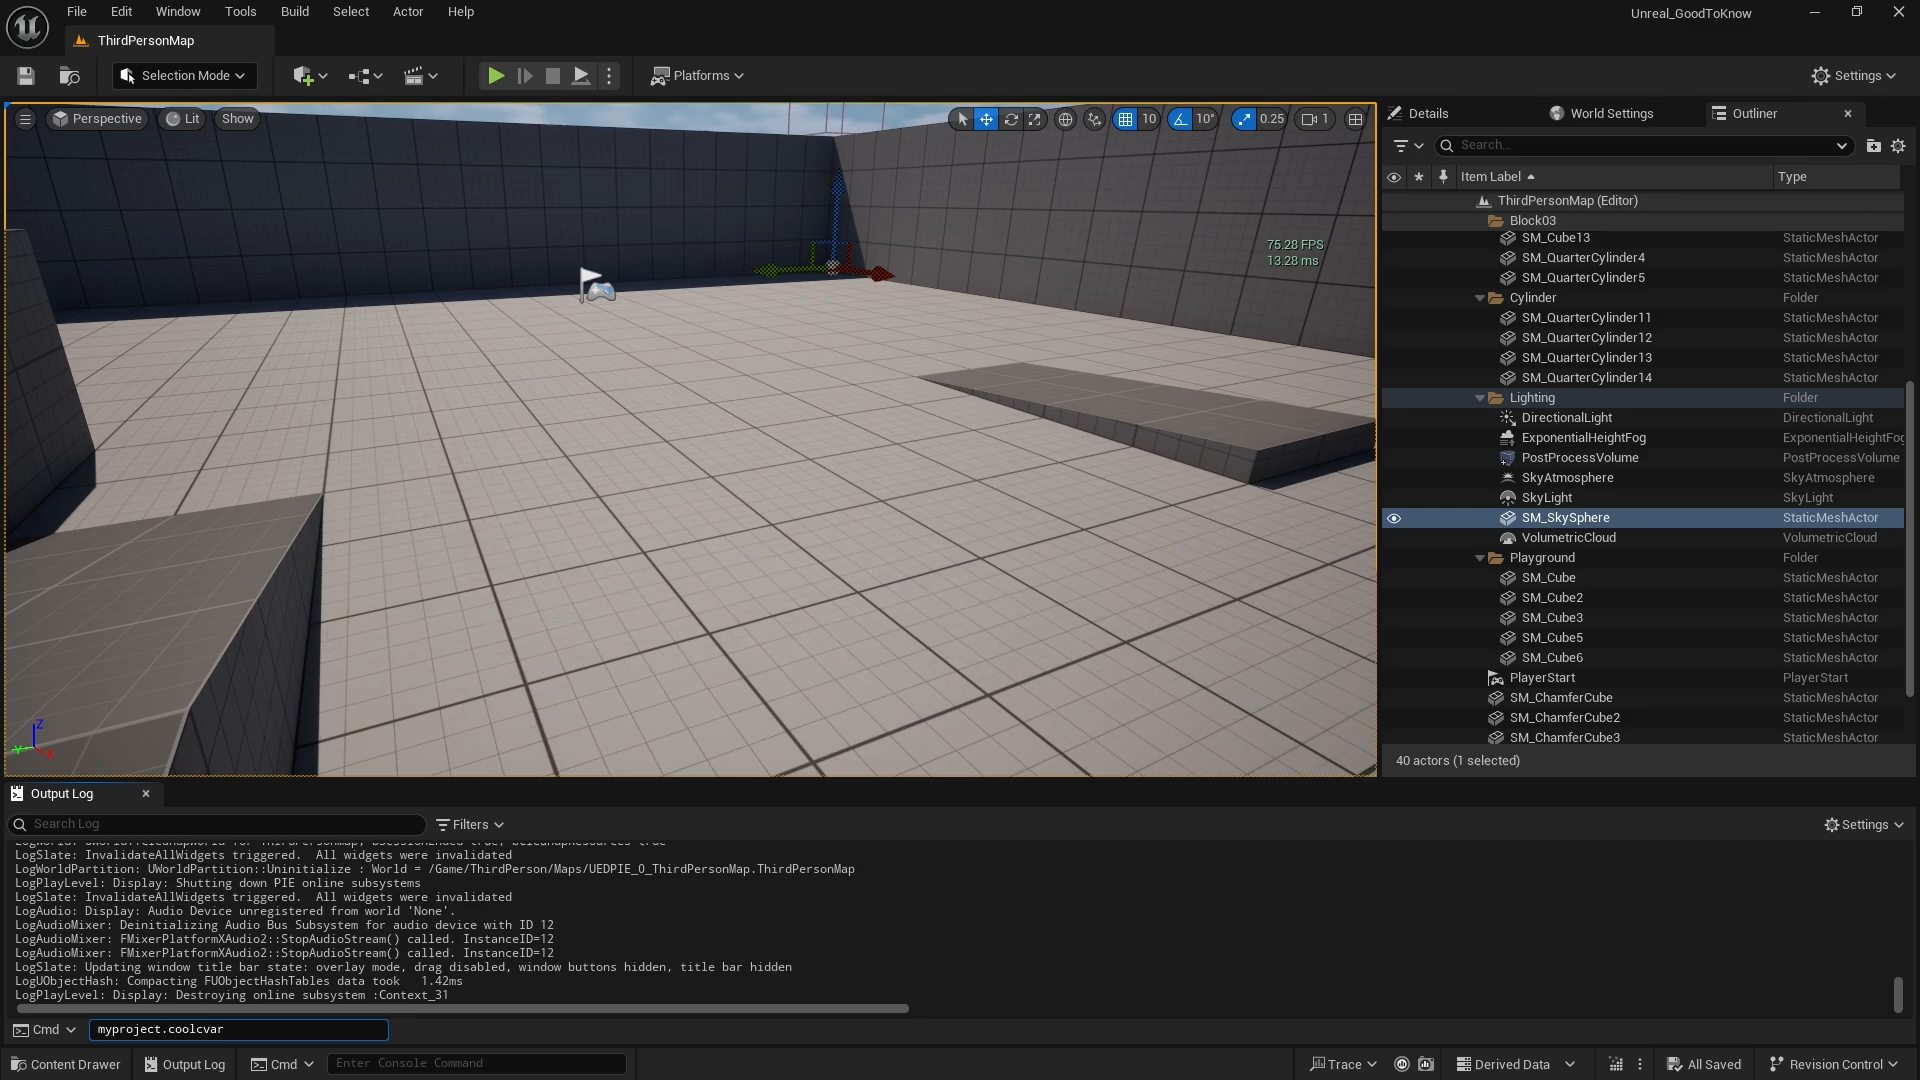 File Edit Window Tools Build Select Actor Help
Unreal_GoodToKnow
ThirdPersonMap
Selection Mode
Platforms
Settings
Perspective Lit Show
10 10° 0.25 1
75.28 FPS
13.28 ms
Details World Settings Outliner
Search...
Item Label Type
ThirdPersonMap (Editor)
Block03
SM_Cube13 StaticMeshActor
SM_QuarterCylinder4 StaticMeshActor
SM_QuarterCylinder5 StaticMeshActor
Cylinder Folder
SM_QuarterCylinder11 StaticMeshActor
SM_QuarterCylinder12 StaticMeshActor
SM_QuarterCylinder13 StaticMeshActor
SM_QuarterCylinder14 StaticMeshActor
Lighting Folder
DirectionalLight DirectionalLight
ExponentialHeightFog ExponentialHeightFog
PostProcessVolume PostProcessVolume
SkyAtmosphere SkyAtmosphere
SkyLight SkyLight
SM_SkySphere StaticMeshActor
VolumetricCloud VolumetricCloud
Playground Folder
SM_Cube StaticMeshActor
SM_Cube2 StaticMeshActor
SM_Cube3 StaticMeshActor
SM_Cube5 StaticMeshActor
SM_Cube6 StaticMeshActor
PlayerStart PlayerStart
SM_ChamferCube StaticMeshActor
SM_ChamferCube2 StaticMeshActor
SM_ChamferCube3 StaticMeshActor
40 actors (1 selected)
Z
Y
X
Output Log
Search Log
Filters
Settings
LogSlate: InvalidateAllWidgets triggered.  All widgets were invalidated
LogWorldPartition: UWorldPartition::Uninitialize : World = /Game/ThirdPerson/Maps/UEDPIE_0_ThirdPersonMap.ThirdPersonMap
LogPlayLevel: Display: Shutting down PIE online subsystems
LogSlate: InvalidateAllWidgets triggered.  All widgets were invalidated
LogAudio: Display: Audio Device unregistered from world 'None'.
LogAudioMixer: Deinitializing Audio Bus Subsystem for audio device with ID 12
LogAudioMixer: FMixerPlatformXAudio2::StopAudioStream() called. InstanceID=12
LogAudioMixer: FMixerPlatformXAudio2::StopAudioStream() called. InstanceID=12
LogSlate: Updating window title bar state: overlay mode, drag disabled, window buttons hidden, title bar hidden
LogUObjectHash: Compacting FUObjectHashTables data took   1.42ms
LogPlayLevel: Display: Destroying online subsystem :Context_31
Cmd myproject.coolcvar
Content Drawer Output Log Cmd Enter Console Command Trace Derived Data All Saved Revision Control